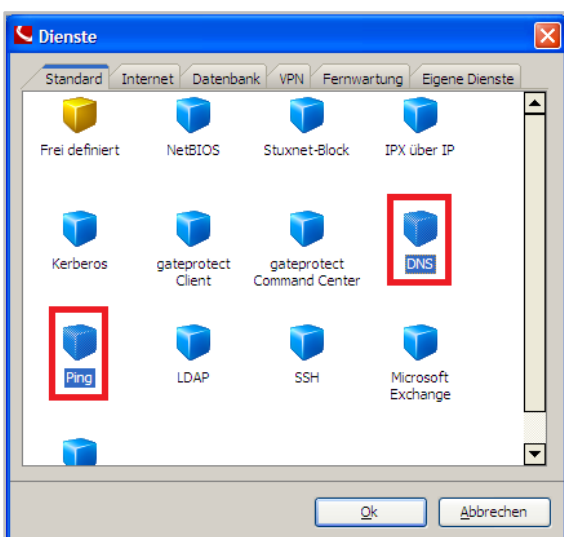 Dienste
Standard Internet Datenbank VPN Fernwartung Eigene Dienste
Frei definiert NetBIOS Stuxnet-Block IPX über IP
Kerberos gateprotect Client gateprotect Command Center DNS
Ping LDAP SSH Microsoft Exchange
Ok Abbrechen